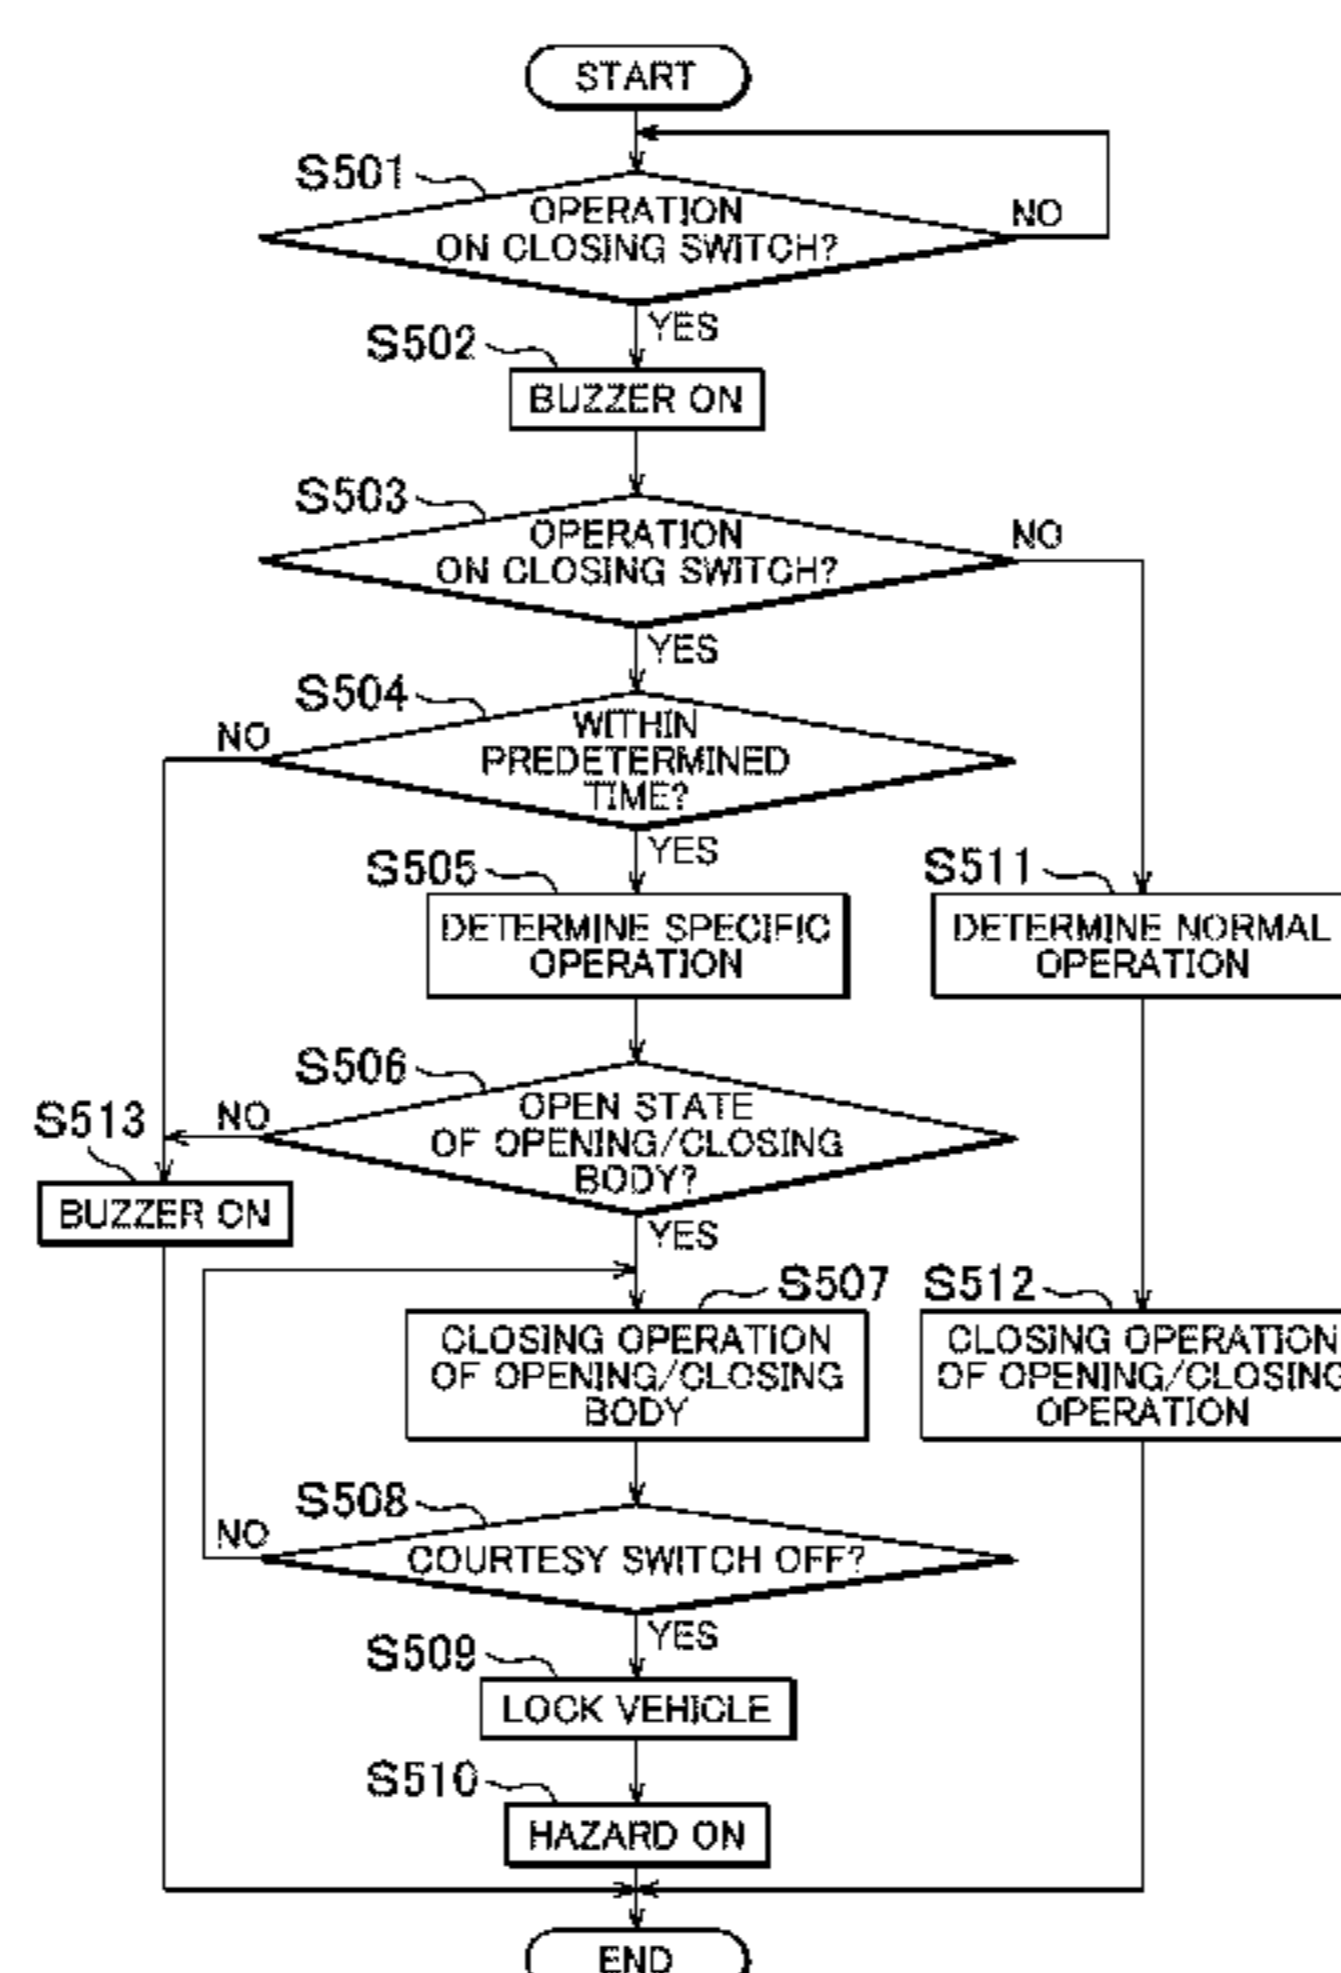 START
S501
OPERATION
ON CLOSING SWITCH?
NO
YES
S502
BUZZER ON
S503
OPERATION
ON CLOSING SWITCH?
NO
YES
S504
WITHIN
PREDETERMINED
TIME?
NO
YES
S505
DETERMINE SPECIFIC
OPERATION
S511
DETERMINE NORMAL
OPERATION
S506
OPEN STATE
OF OPENING/CLOSING
BODY?
NO
YES
S513
BUZZER ON
S507
CLOSING OPERATION
OF OPENING/CLOSING
BODY
S512
CLOSING OPERATION
OF OPENING/CLOSING
OPERATION
S508
COURTESY SWITCH OFF?
NO
YES
S509
LOCK VEHICLE
S510
HAZARD ON
END